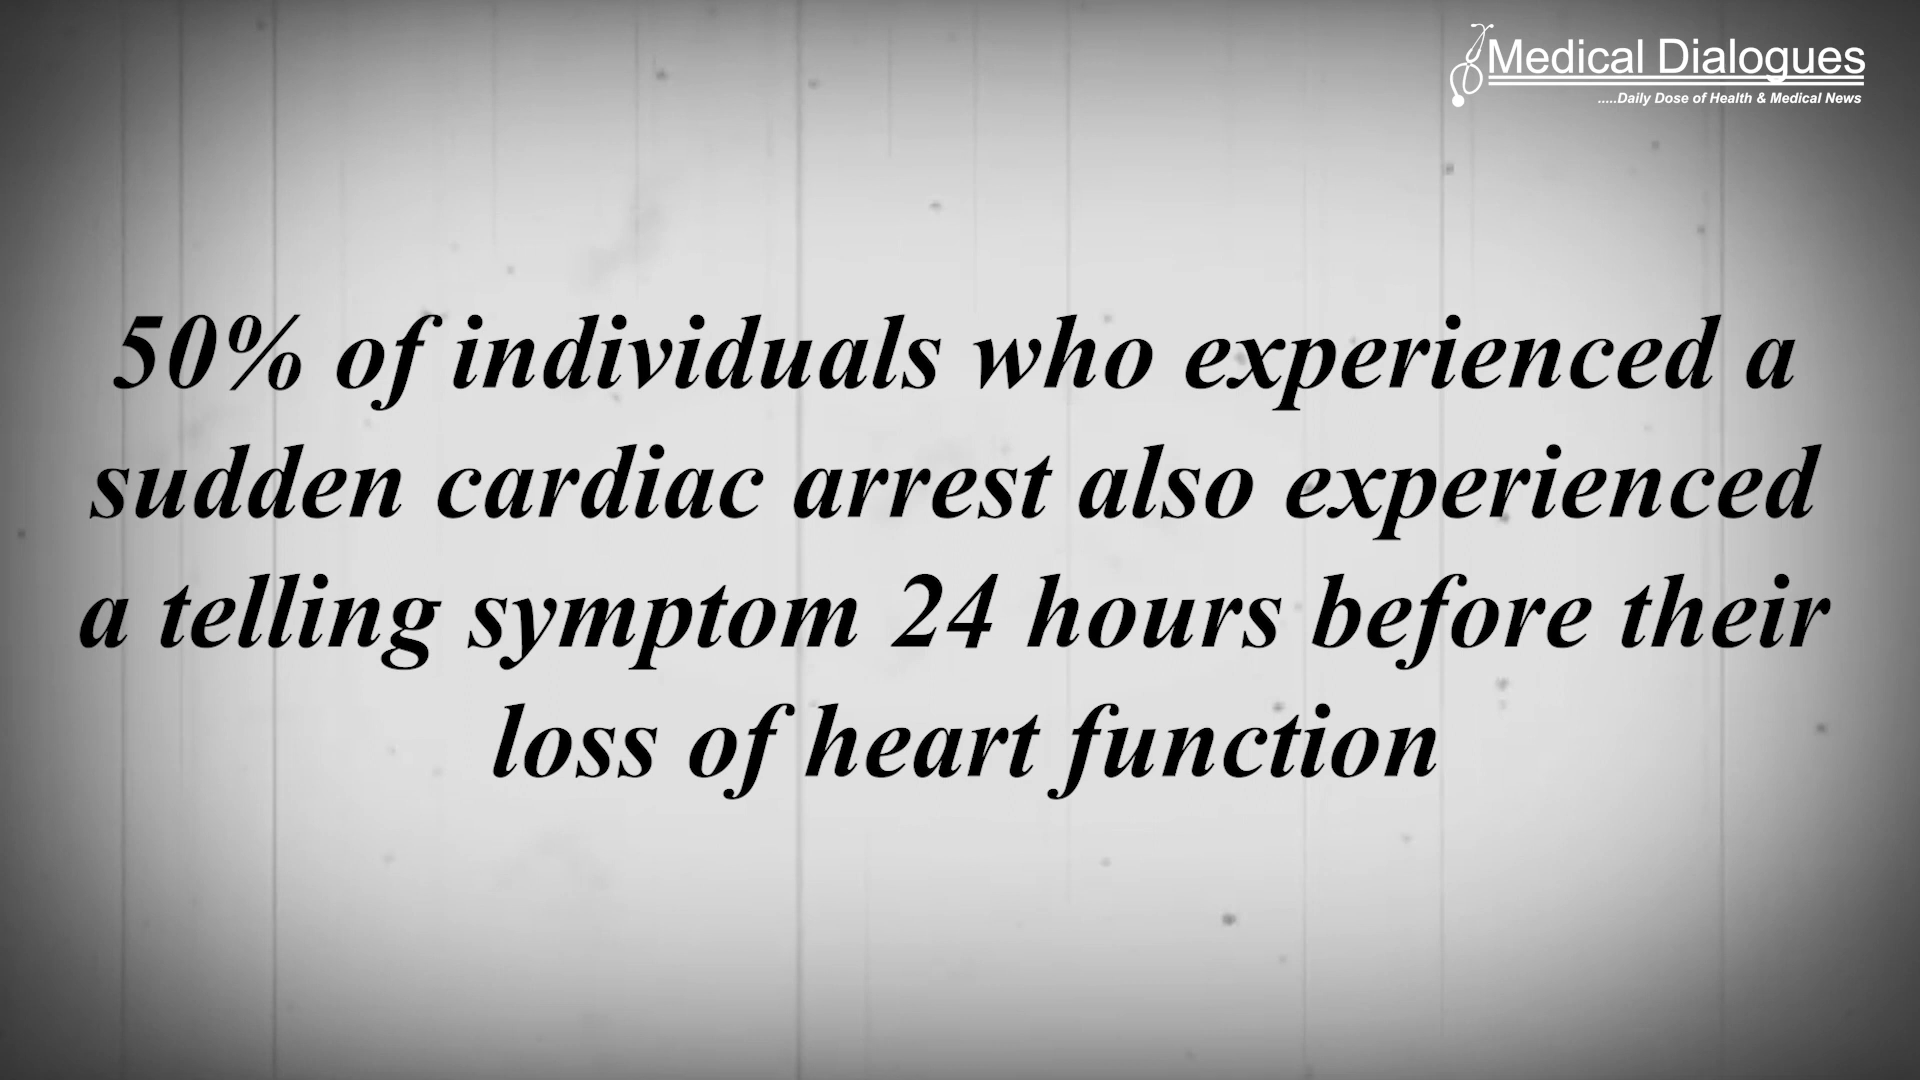 Medical Dialogues
.....Daily Dose of Health & Medical News
50% of individuals who experienced a
sudden cardiac arrest also experienced
a telling symptom 24 hours before their
loss of heart function